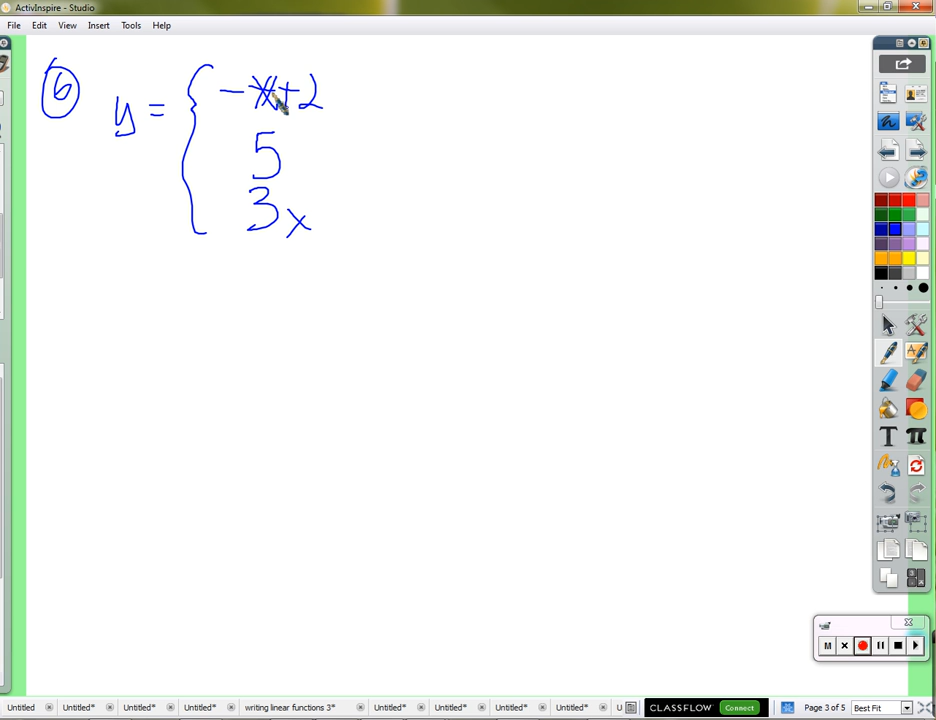 ActivInspire - Studio
File Edit View Insert Tools Help
6
y =
+2
5
3x
M
Untitled Untitled* Untitled* Untitled* writing linear functions 3* Untitled* Untitled* Untitled* Untitled* Untitled* U CLASSFLOW Connect Page 3 of 5 Best Fit